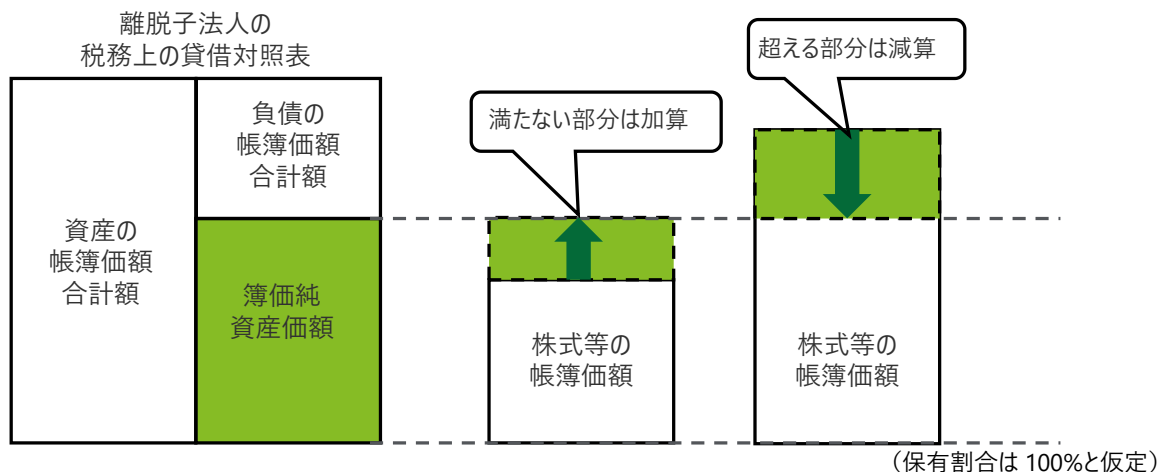 離脱子法人の
税務上の貸借対照表
資産の
帳簿価額
合計額
負債の
帳簿価額
合計額
簿価純
資産価額
満たない部分は加算
株式等の
帳簿価額
超える部分は減算
株式等の
帳簿価額
（保有割合は 100%と仮定）